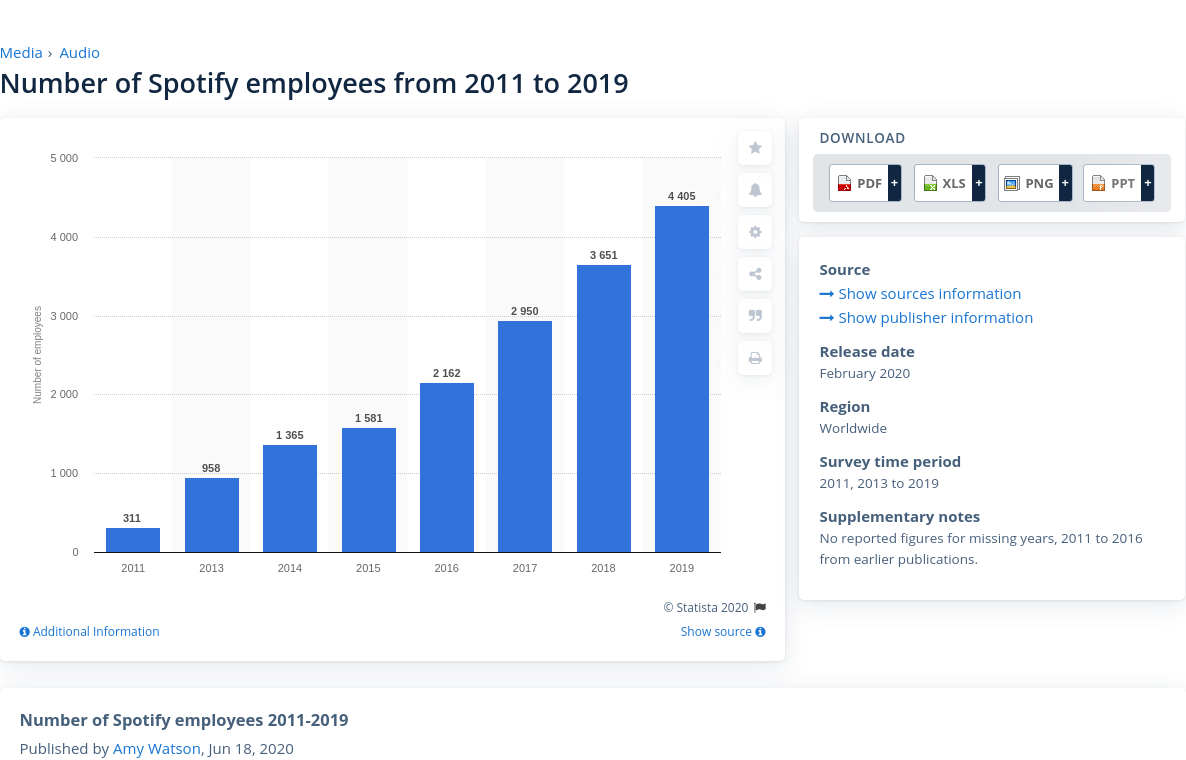 Media › Audio
Number of Spotify employees from 2011 to 2019
5 000
4 000
3 000
2 000
1 000
0
Number of employees
311
958
1 365
1 581
2 162
2 950
3 651
4 405
2011 2013 2014 2015 2016 2017 2018 2019
© Statista 2020
Additional Information
Show source
DOWNLOAD
PDF + XLS + PNG + PPT +
Source
Show sources information
Show publisher information
Release date
February 2020
Region
Worldwide
Survey time period
2011, 2013 to 2019
Supplementary notes
No reported figures for missing years, 2011 to 2016
from earlier publications.
Number of Spotify employees 2011-2019
Published by Amy Watson, Jun 18, 2020